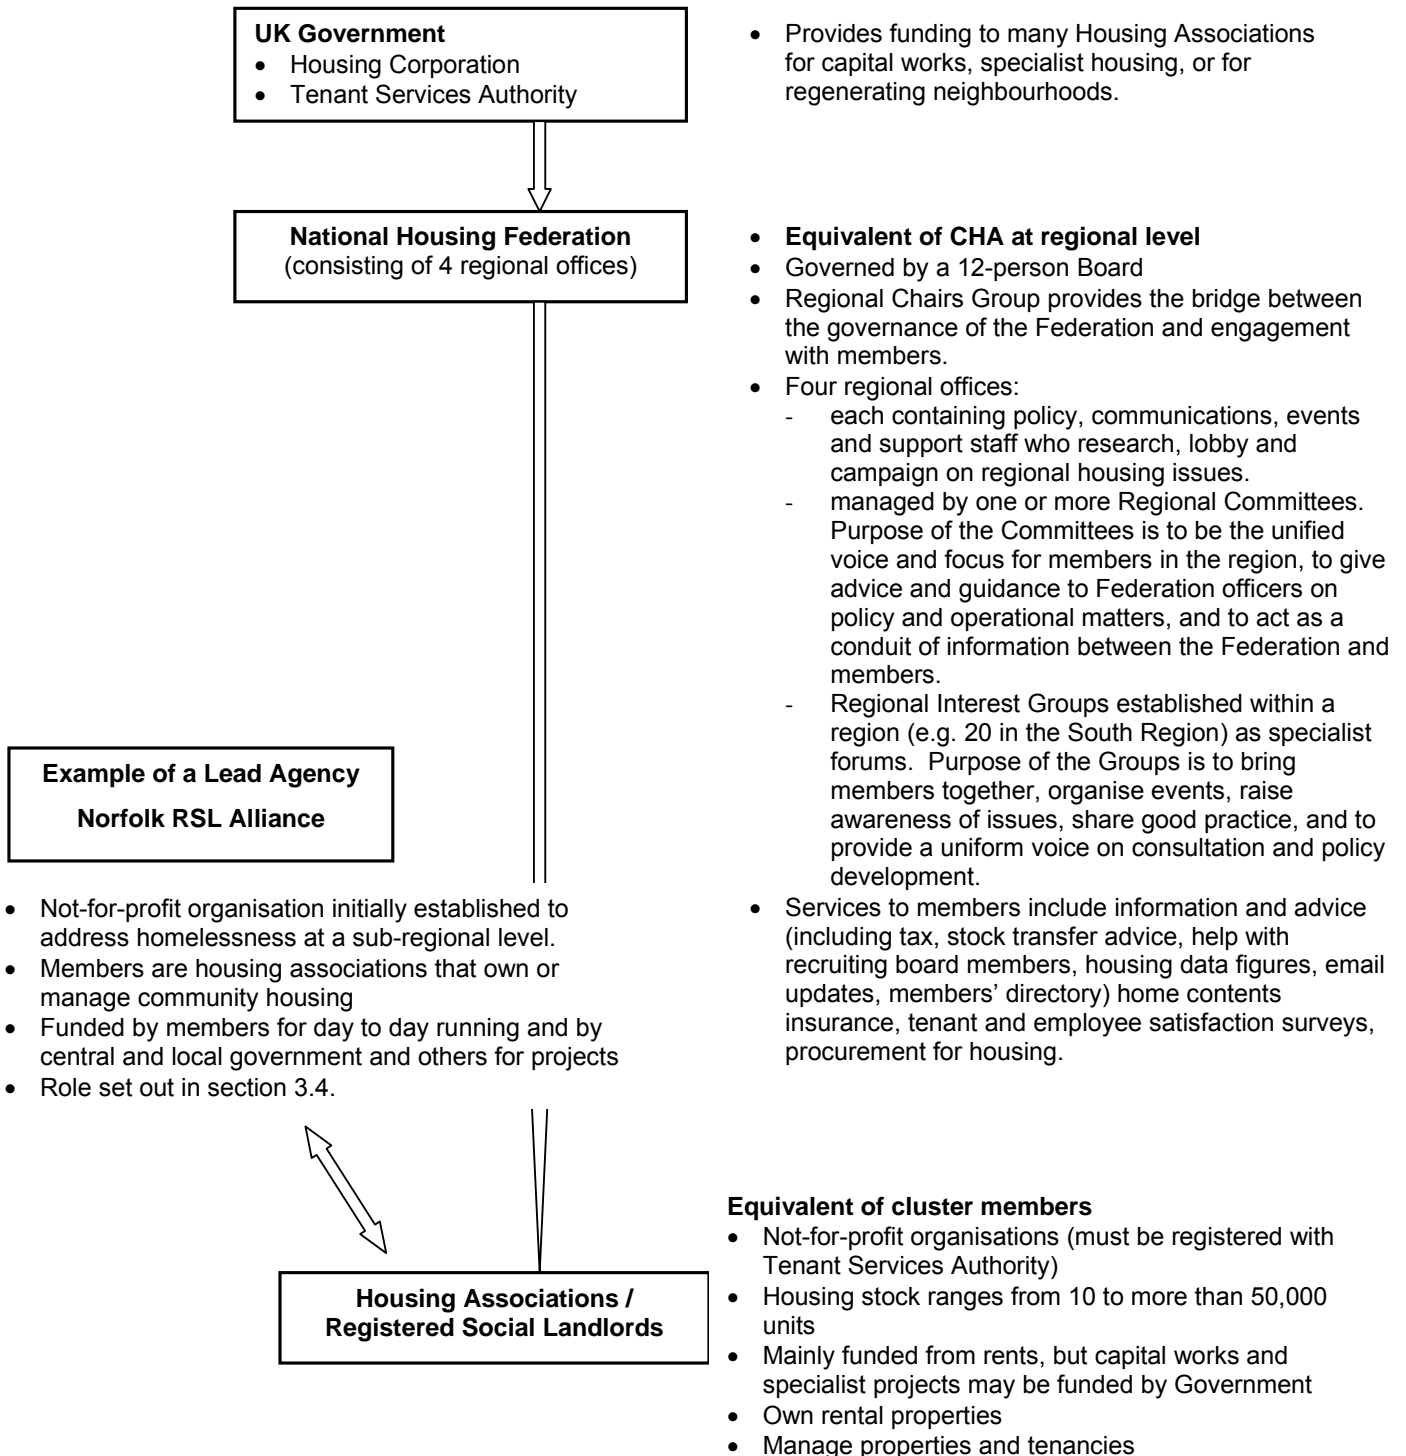 UK Government
• Housing Corporation
• Tenant Services Authority
• Provides funding to many Housing Associations
for capital works, specialist housing, or for
regenerating neighbourhoods.
National Housing Federation
(consisting of 4 regional offices)
• Equivalent of CHA at regional level
• Governed by a 12-person Board
• Regional Chairs Group provides the bridge between
the governance of the Federation and engagement
with members.
• Four regional offices:
- each containing policy, communications, events
and support staff who research, lobby and
campaign on regional housing issues.
- managed by one or more Regional Committees.
Purpose of the Committees is to be the unified
voice and focus for members in the region, to give
advice and guidance to Federation officers on
policy and operational matters, and to act as a
conduit of information between the Federation and
members.
- Regional Interest Groups established within a
region (e.g. 20 in the South Region) as specialist
forums.  Purpose of the Groups is to bring
members together, organise events, raise
awareness of issues, share good practice, and to
provide a uniform voice on consultation and policy
development.
• Services to members include information and advice
(including tax, stock transfer advice, help with
recruiting board members, housing data figures, email
updates, members’ directory) home contents
insurance, tenant and employee satisfaction surveys,
procurement for housing.
Example of a Lead Agency
Norfolk RSL Alliance
• Not-for-profit organisation initially established to
address homelessness at a sub-regional level.
• Members are housing associations that own or
manage community housing
• Funded by members for day to day running and by
central and local government and others for projects
• Role set out in section 3.4.
Housing Associations /
Registered Social Landlords
Equivalent of cluster members
• Not-for-profit organisations (must be registered with
Tenant Services Authority)
• Housing stock ranges from 10 to more than 50,000
units
• Mainly funded from rents, but capital works and
specialist projects may be funded by Government
• Own rental properties
• Manage properties and tenancies